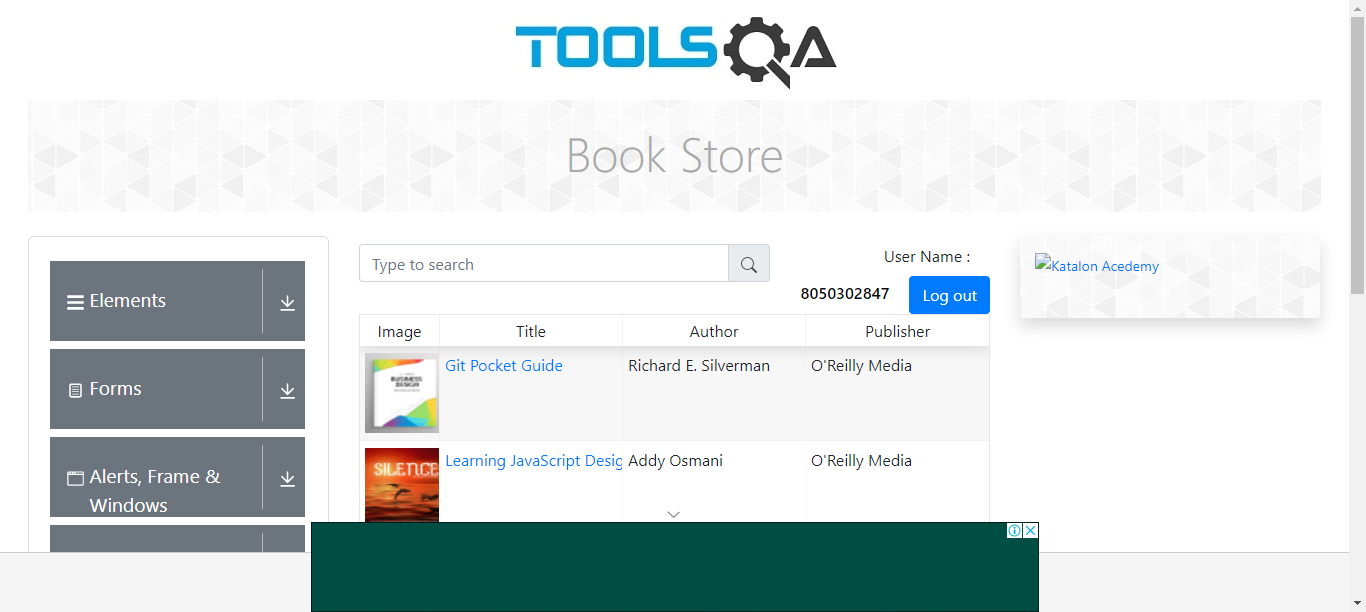 TOOLSQA
Book Store
Elements
Forms
Alerts, Frame &
Windows
Type to search
User Name :
8050302847
Log out
Image Title Author Publisher
BUSINESS
DESIGN
Git Pocket Guide Richard E. Silverman O'Reilly Media
SILENCE
Learning JavaScript Desig Addy Osmani O'Reilly Media
Katalon Acedemy